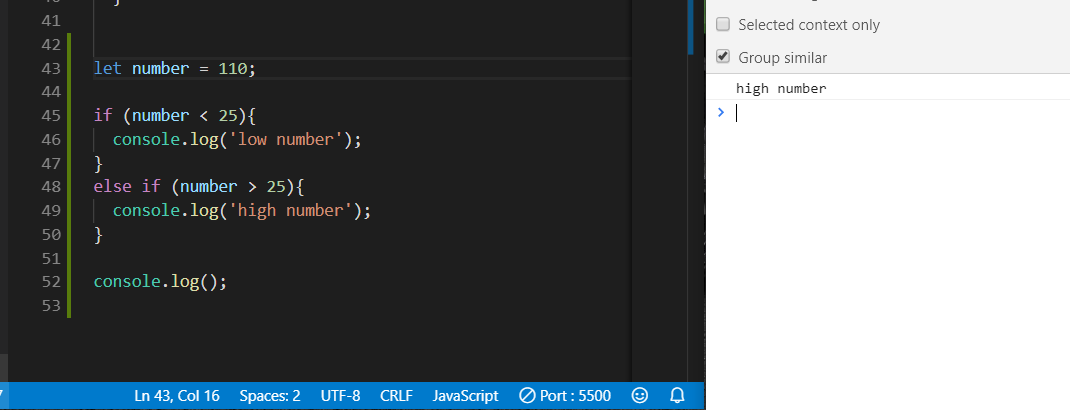 }
41
42
43 let number = 110;
44
45 if (number < 25){
46 console.log('low number');
47 }
48 else if (number > 25){
49 console.log('high number');
50 }
51
52 console.log();
53
Ln 43, Col 16 Spaces: 2 UTF-8 CRLF JavaScript Port : 5500
Selected context only
Group similar
high number
>